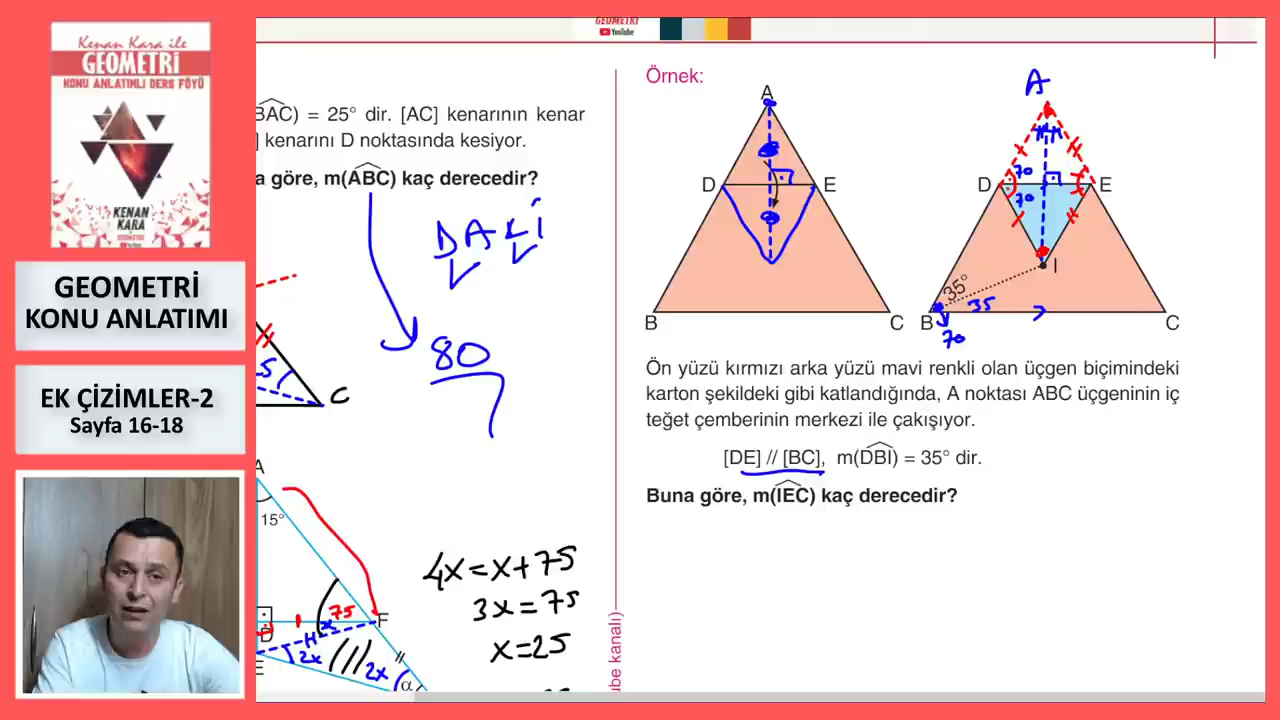 Kenan Kara ile
GEOMETRİ
KONU ANLATIMLI DERS FÖYÜ
KENAN
KARA
GEOMETRİ
KONU ANLATIMI
EK ÇİZİMLER-2
Sayfa 16-18
GEOMETRİ
YouTube
BAC) = 25° dir. [AC] kenarının kenar
] kenarını D noktasında kesiyor.
a göre, m(ABC) kaç derecedir?
80
C
A
15°
75
F
D
x
H
2x
2x
E
α
4x=x+75
3x=75
x=25
ube kanalı)
Örnek:
A
D
E
B
C
A
70
70
D
E
I
35°
35
B
70
C
Ön yüzü kırmızı arka yüzü mavi renkli olan üçgen biçimindeki
karton şekildeki gibi katlandığında, A noktası ABC üçgeninin iç
teğet çemberinin merkezi ile çakışıyor.
[DE] // [BC], m(DBI) = 35° dir.
Buna göre, m(IEC) kaç derecedir?